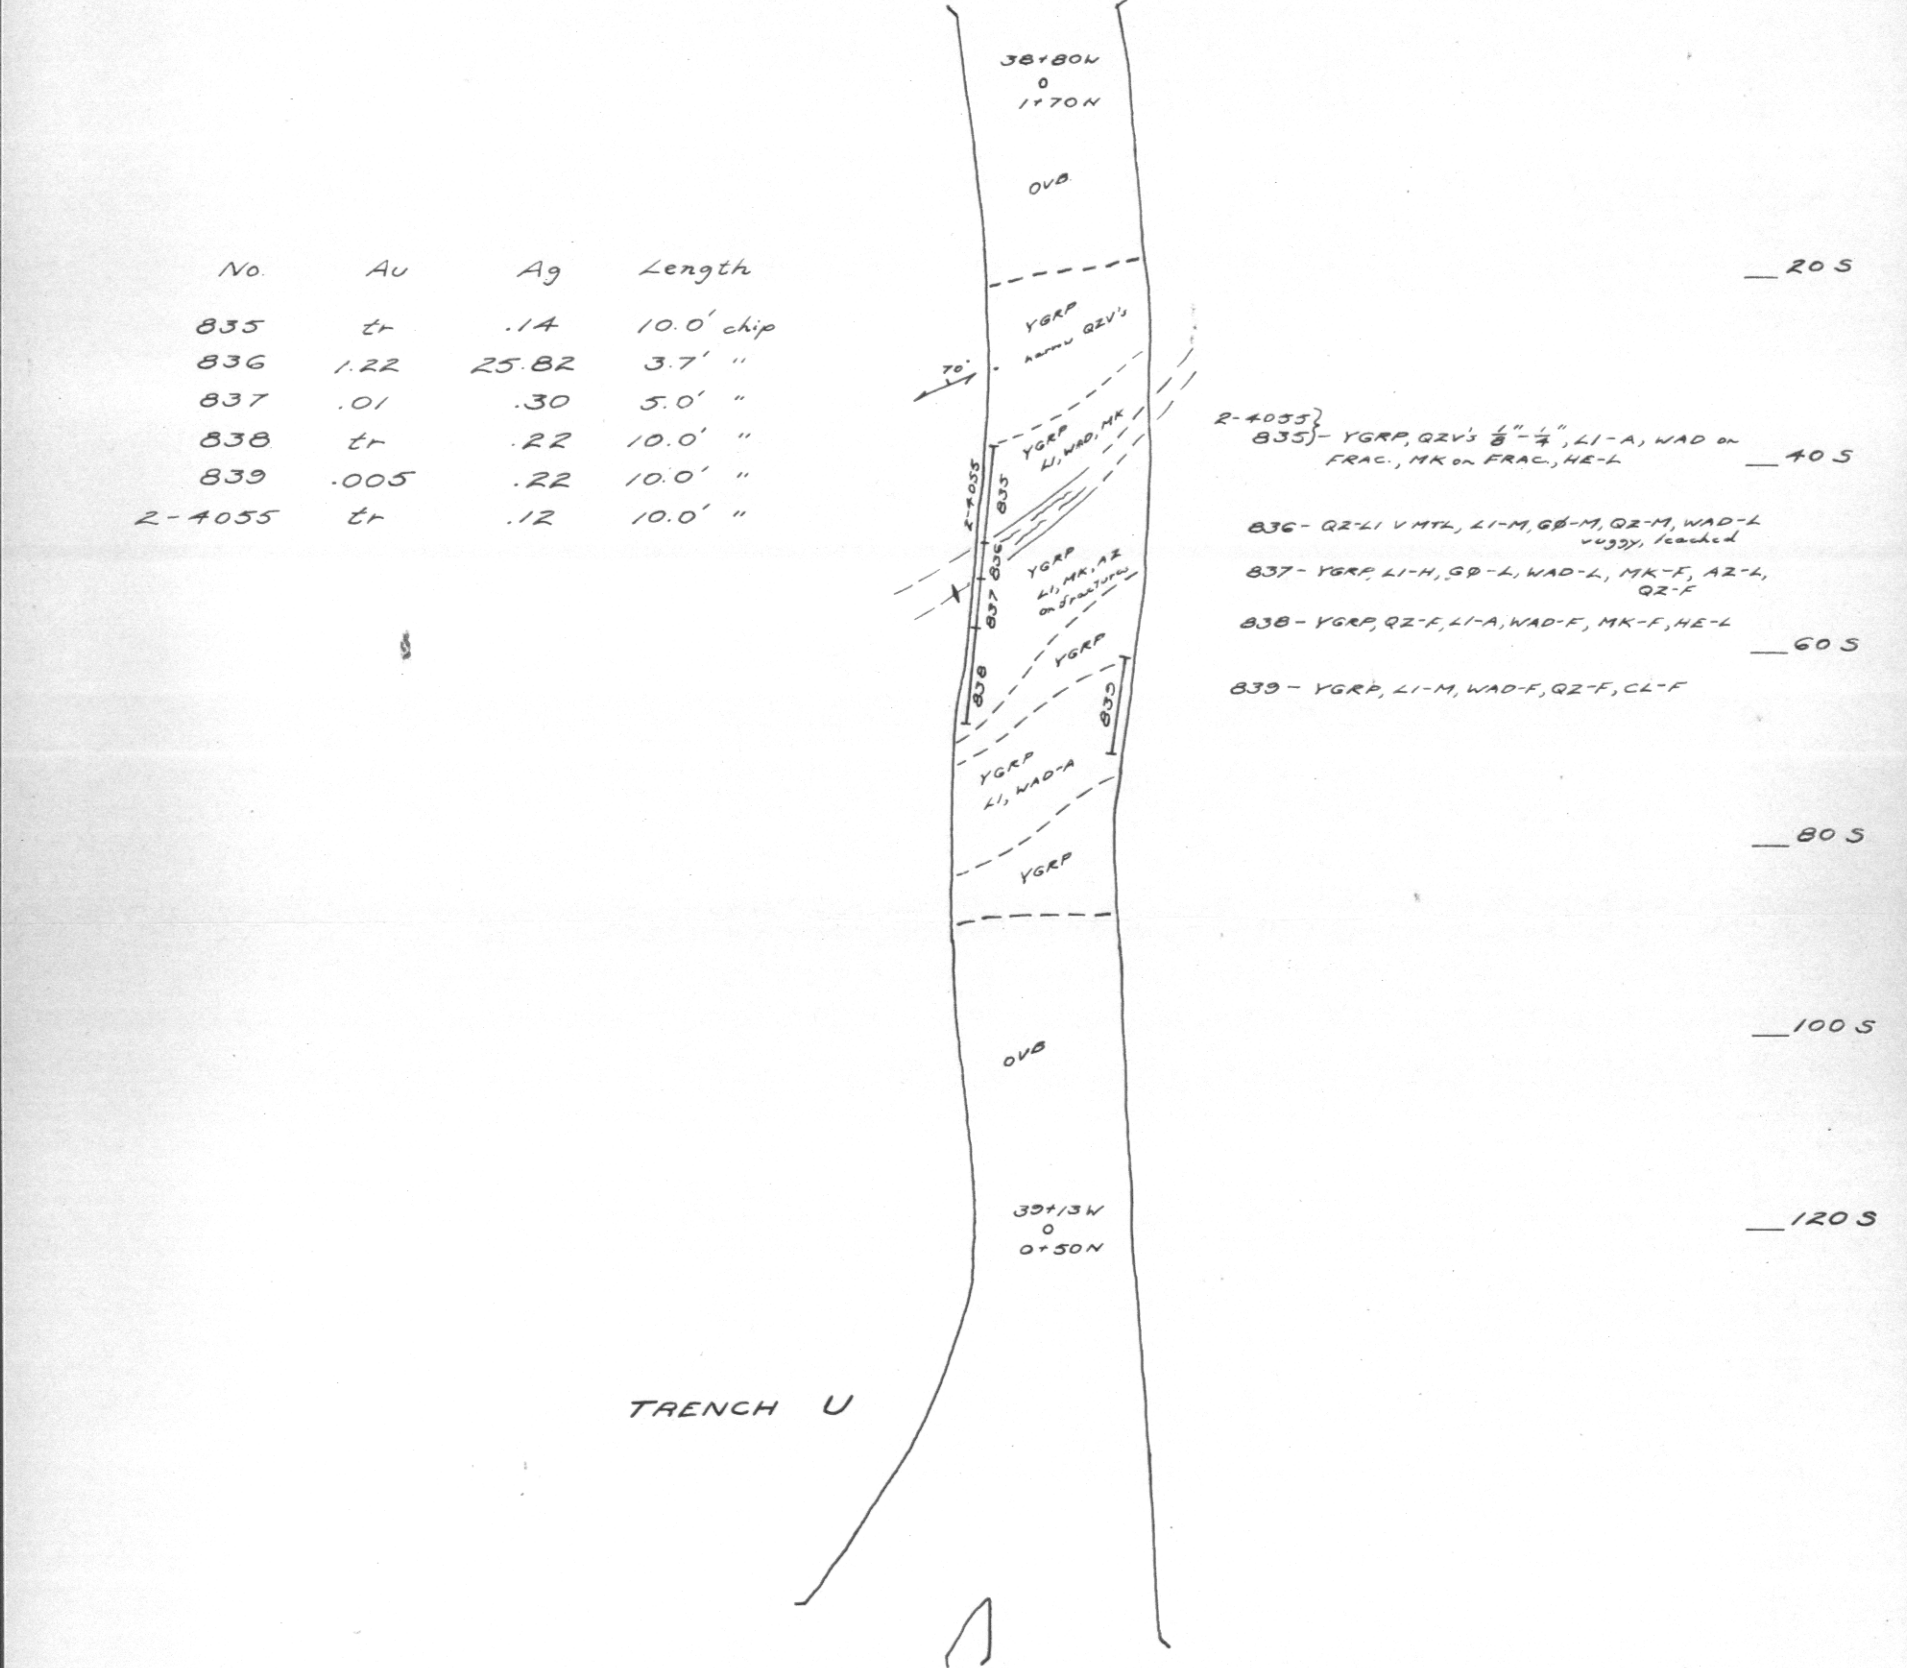 38+80W
O
1+70N
OVB
No. Au Ag Length
835 tr .14 10.0' chip
836 1.22 25.82 3.7' "
837 .01 .30 5.0' "
838 tr .22 10.0' "
839 .005 .22 10.0' "
2-4055 tr .12 10.0' "
20 S
YGRP
narrow QZV's
70°
YGRP
LI, WAD, MK
2-4055
835
836
837
838
YGRP
LI, MK, AZ
on fractures
YGRP
839
YGRP
LI, WAD-A
YGRP
2-4055}
835}- YGRP, QZV's 1/8"-1/4", LI-A, WAD on
FRAC., MK on FRAC., HE-L
40 S
836- QZ-LI V MTL, LI-M, GØ-M, QZ-M, WAD-L
vuggy, leached
837- YGRP, LI-H, GØ-L, WAD-L, MK-F, AZ-L,
QZ-F
838- YGRP, QZ-F, LI-A, WAD-F, MK-F, HE-L
60 S
839- YGRP, LI-M, WAD-F, QZ-F, CL-F
80 S
100 S
OVB
39+13W
O
0+50N
120 S
TRENCH U